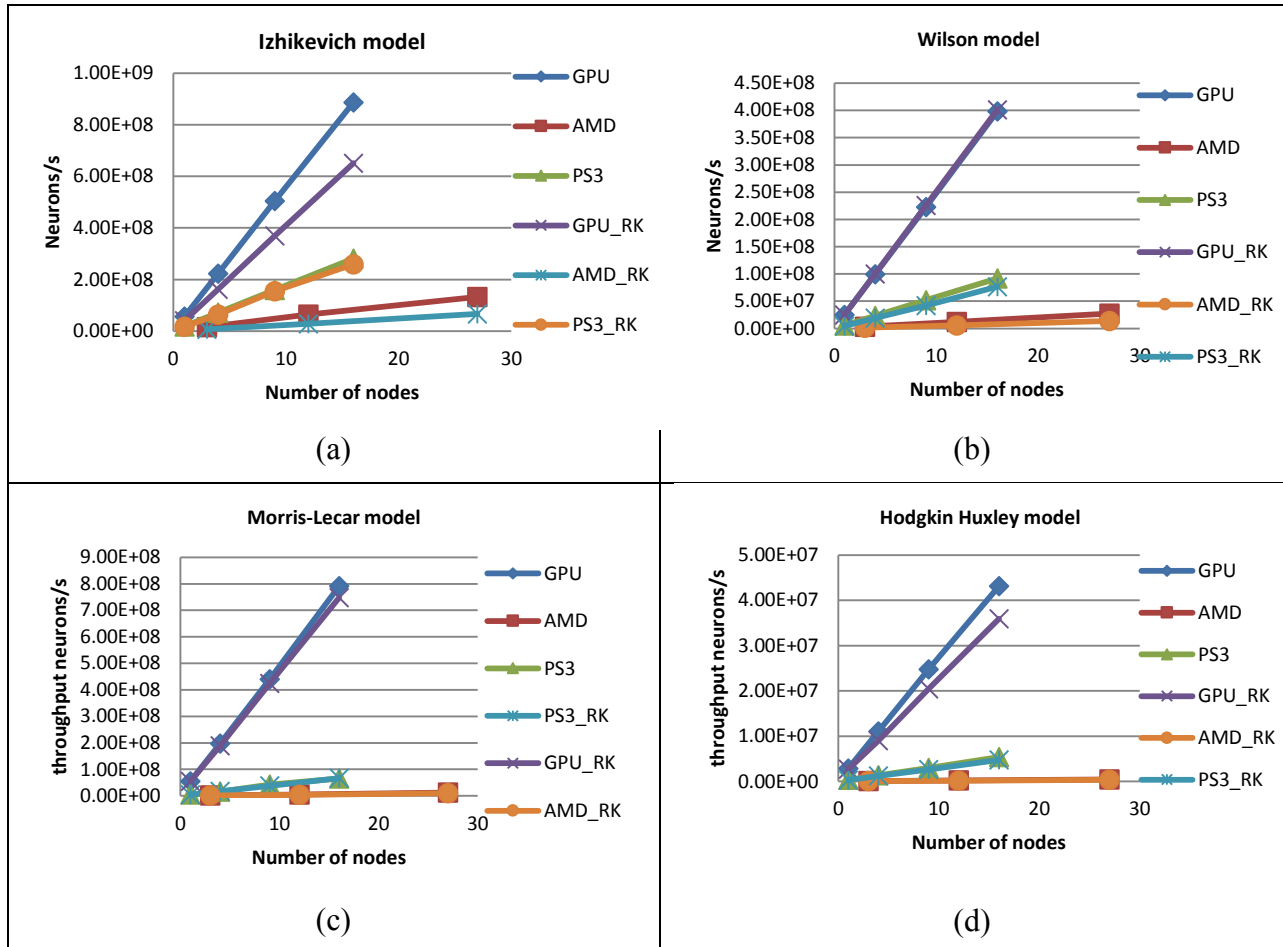 Izhikevich model
1.00E+09
8.00E+08
6.00E+08
4.00E+08
2.00E+08
0.00E+00
0 10 20 30
Neurons/s
Number of nodes
GPU
AMD
PS3
GPU_RK
AMD_RK
PS3_RK
(a)
Wilson model
4.50E+08
4.00E+08
3.50E+08
3.00E+08
2.50E+08
2.00E+08
1.50E+08
1.00E+08
5.00E+07
0.00E+00
0 10 20 30
Neurons/s
Number of nodes
GPU
AMD
PS3
GPU_RK
AMD_RK
PS3_RK
(b)
Morris-Lecar model
9.00E+08
8.00E+08
7.00E+08
6.00E+08
5.00E+08
4.00E+08
3.00E+08
2.00E+08
1.00E+08
0.00E+00
0 10 20 30
throughput neurons/s
Number of nodes
GPU
AMD
PS3
PS3_RK
GPU_RK
AMD_RK
(c)
Hodgkin Huxley model
5.00E+07
4.00E+07
3.00E+07
2.00E+07
1.00E+07
0.00E+00
0 10 20 30
throughput neurons/s
Number of nodes
GPU
AMD
PS3
GPU_RK
AMD_RK
PS3_RK
(d)